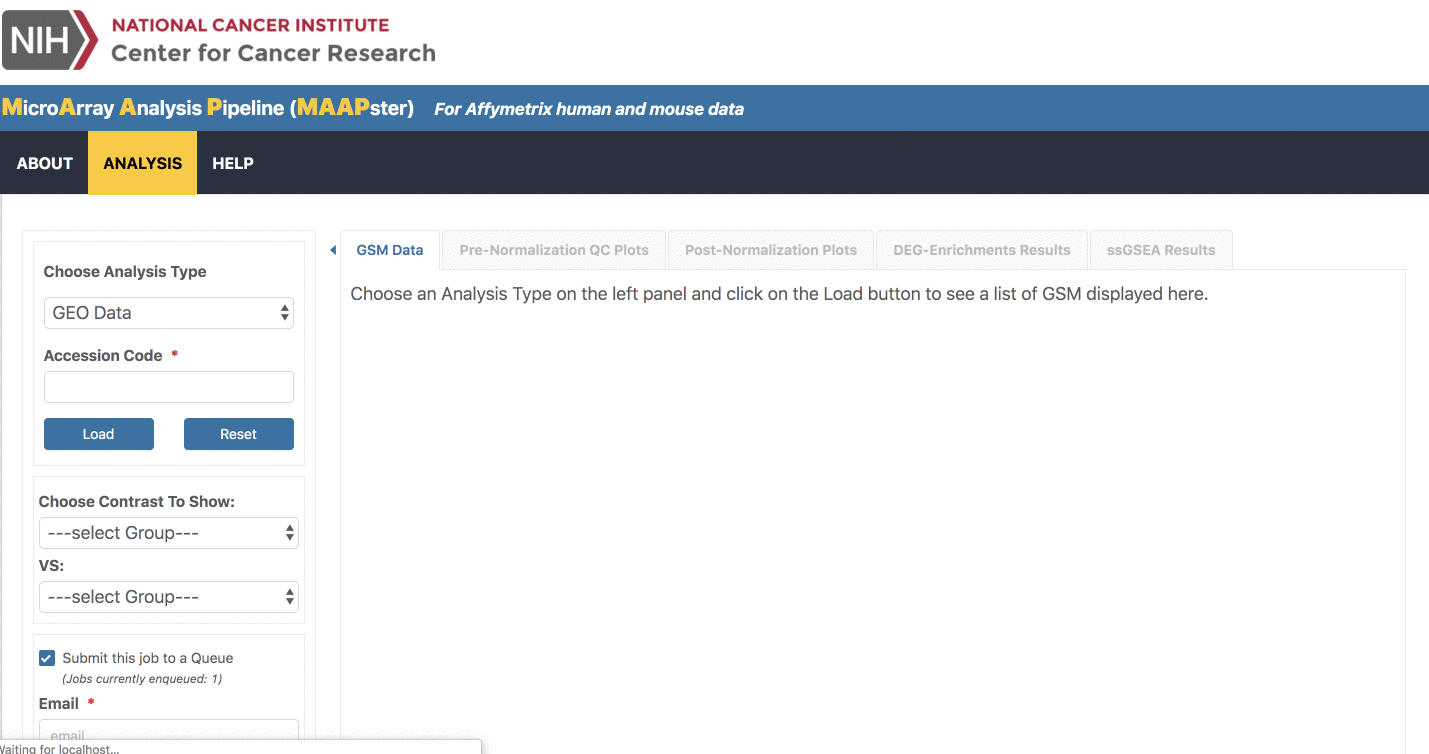 NIH
NATIONAL CANCER INSTITUTE
Center for Cancer Research
MicroArray Analysis Pipeline (MAAPster) For Affymetrix human and mouse data
ABOUT ANALYSIS HELP
GSM Data Pre-Normalization QC Plots Post-Normalization Plots DEG-Enrichments Results ssGSEA Results
Choose an Analysis Type on the left panel and click on the Load button to see a list of GSM displayed here.
Choose Analysis Type
GEO Data
Accession Code *
Load Reset
Choose Contrast To Show:
---select Group---
VS:
---select Group---
Submit this job to a Queue
(Jobs currently enqueued: 1)
Email *
email
Waiting for localhost...